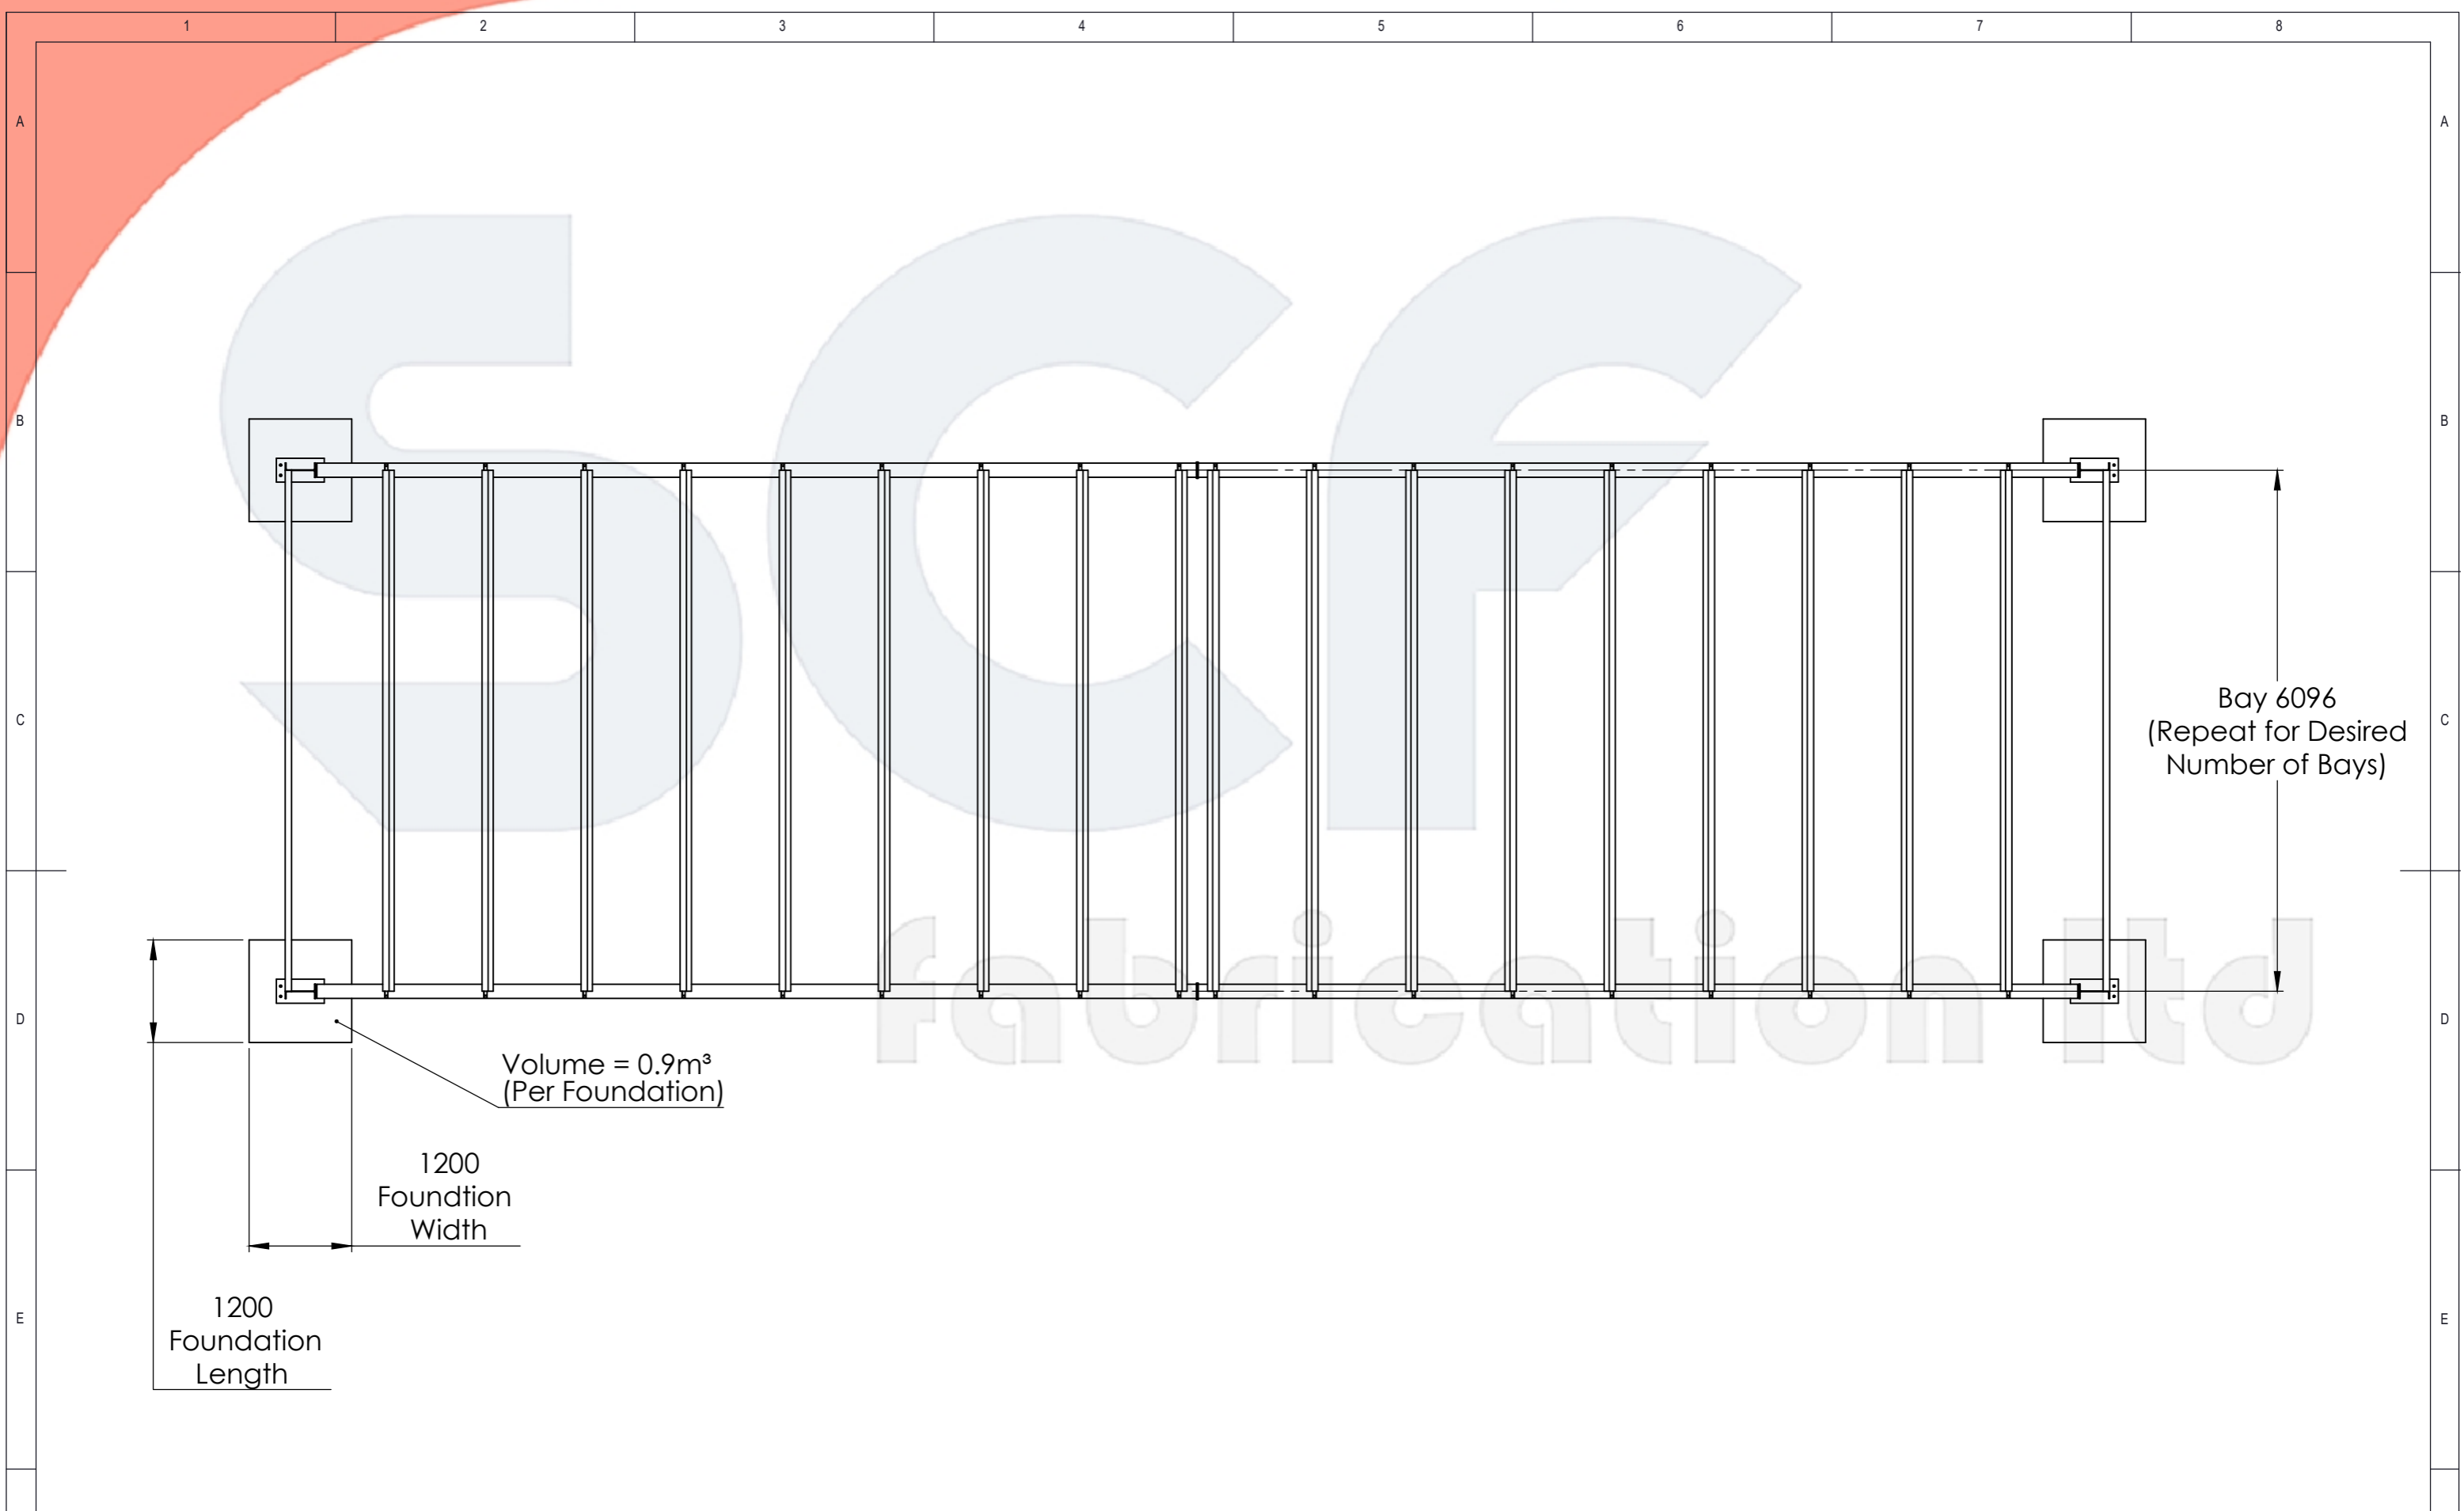 1 2 3 4 5 6 7 8
A A
B B
C C
D D
E E
SCF
fabrication ltd
Bay 6096
(Repeat for Desired
Number of Bays)
Volume = 0.9m³
(Per Foundation)
1200
Foundtion
Width
1200
Foundation
Length